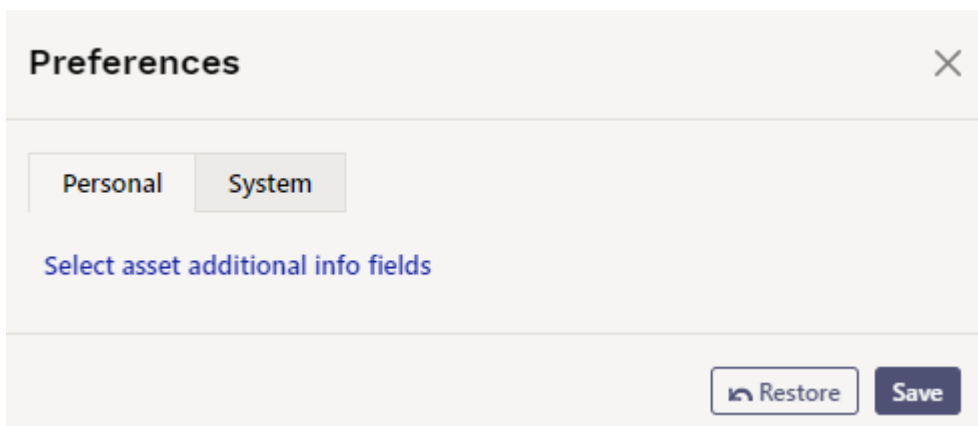 Preferences
Personal System
Select asset additional info fields
Restore Save